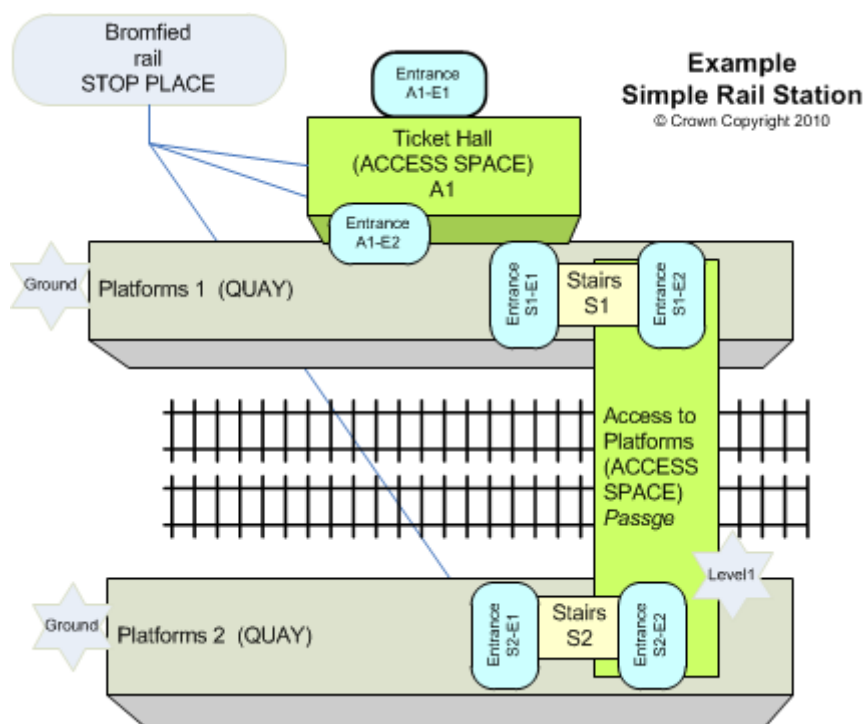 Bromfied
rail
STOP PLACE
Example
Simple Rail Station
© Crown Copyright 2010
Entrance
A1-E1
Ticket Hall
(ACCESS SPACE)
A1
Entrance
A1-E2
Ground
Platforms 1 (QUAY)
Entrance
S1-E1
Stairs
S1
Entrance
S1-E2
Access to
Platforms
(ACCESS
SPACE)
Passge
Level1
Ground
Platforms 2 (QUAY)
Entrance
S2-E1
Stairs
S2
Entrance
S2-E2